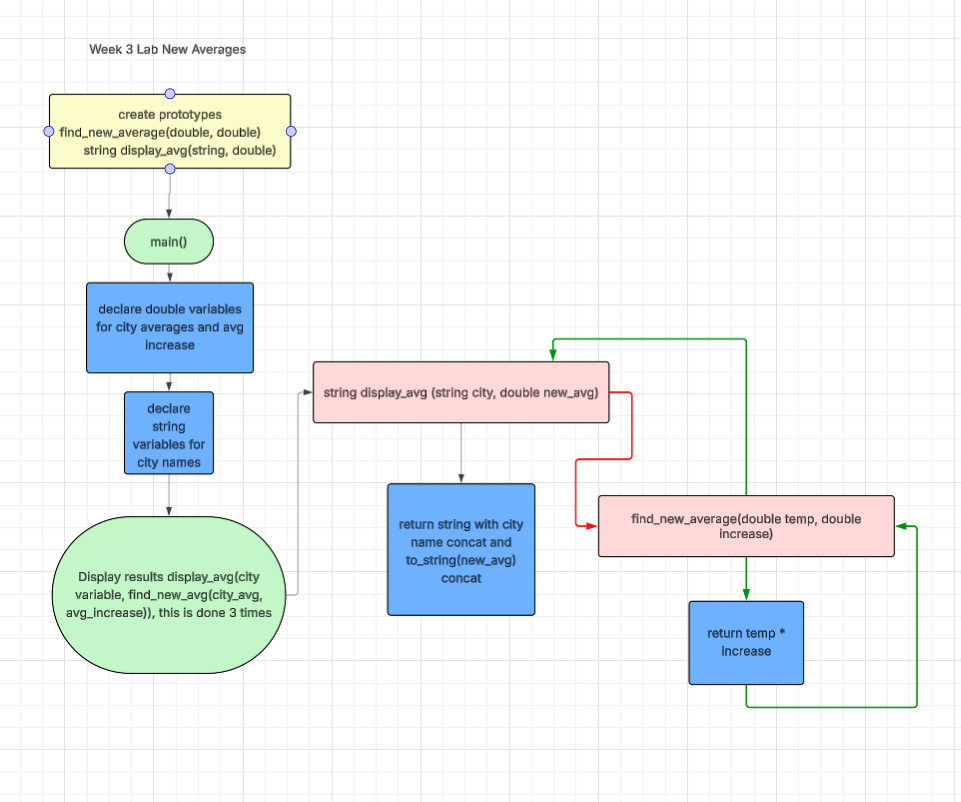 Week 3 Lab New Averages
create prototypes
find_new_average(double, double)
string display_avg(string, double)
main()
declare double variables
for city averages and avg
increase
declare
string
variables for
city names
Display results display_avg(city
variable, find_new_avg(city_avg,
avg_increase)), this is done 3 times
string display_avg (string city, double new_avg)
return string with city
name concat and
to_string(new_avg)
concat
find_new_average(double temp, double
increase)
return temp *
increase